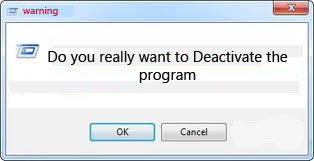 warning
Do you really want to Deactivate the
program
OK
Cancel